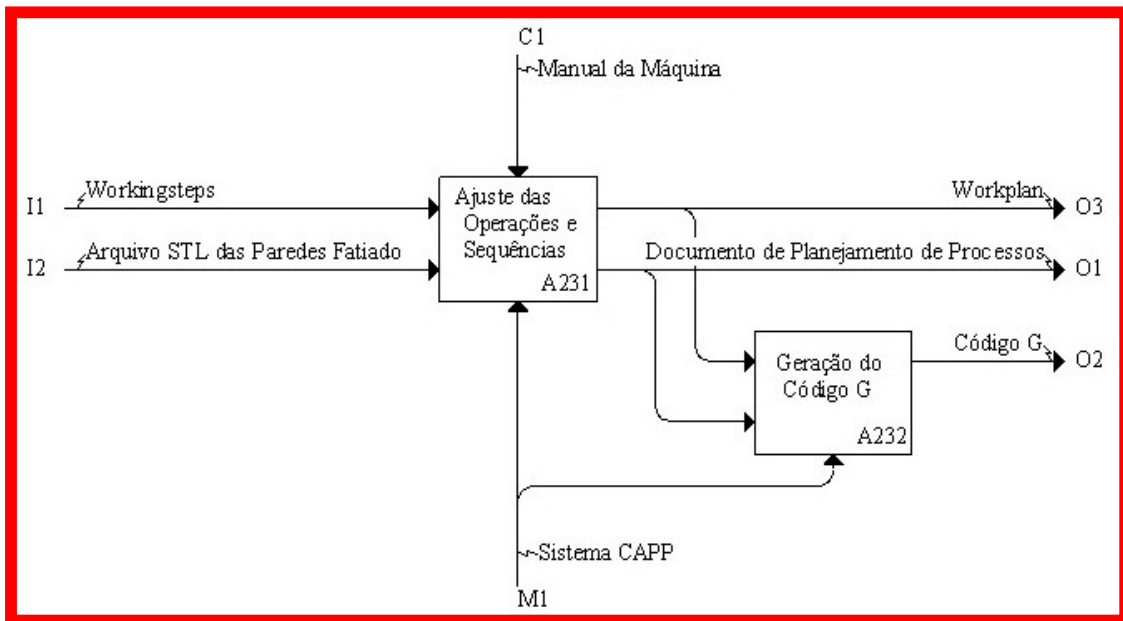 C1
Manual da Máquina
I1
Workingsteps
Ajuste das
Operações e
Sequências
A231
Workplan
O3
I2
Arquivo STL das Paredes Fatiado
Documento de Planejamento de Processos
O1
Geração do
Código G
A232
Código G
O2
Sistema CAPP
M1